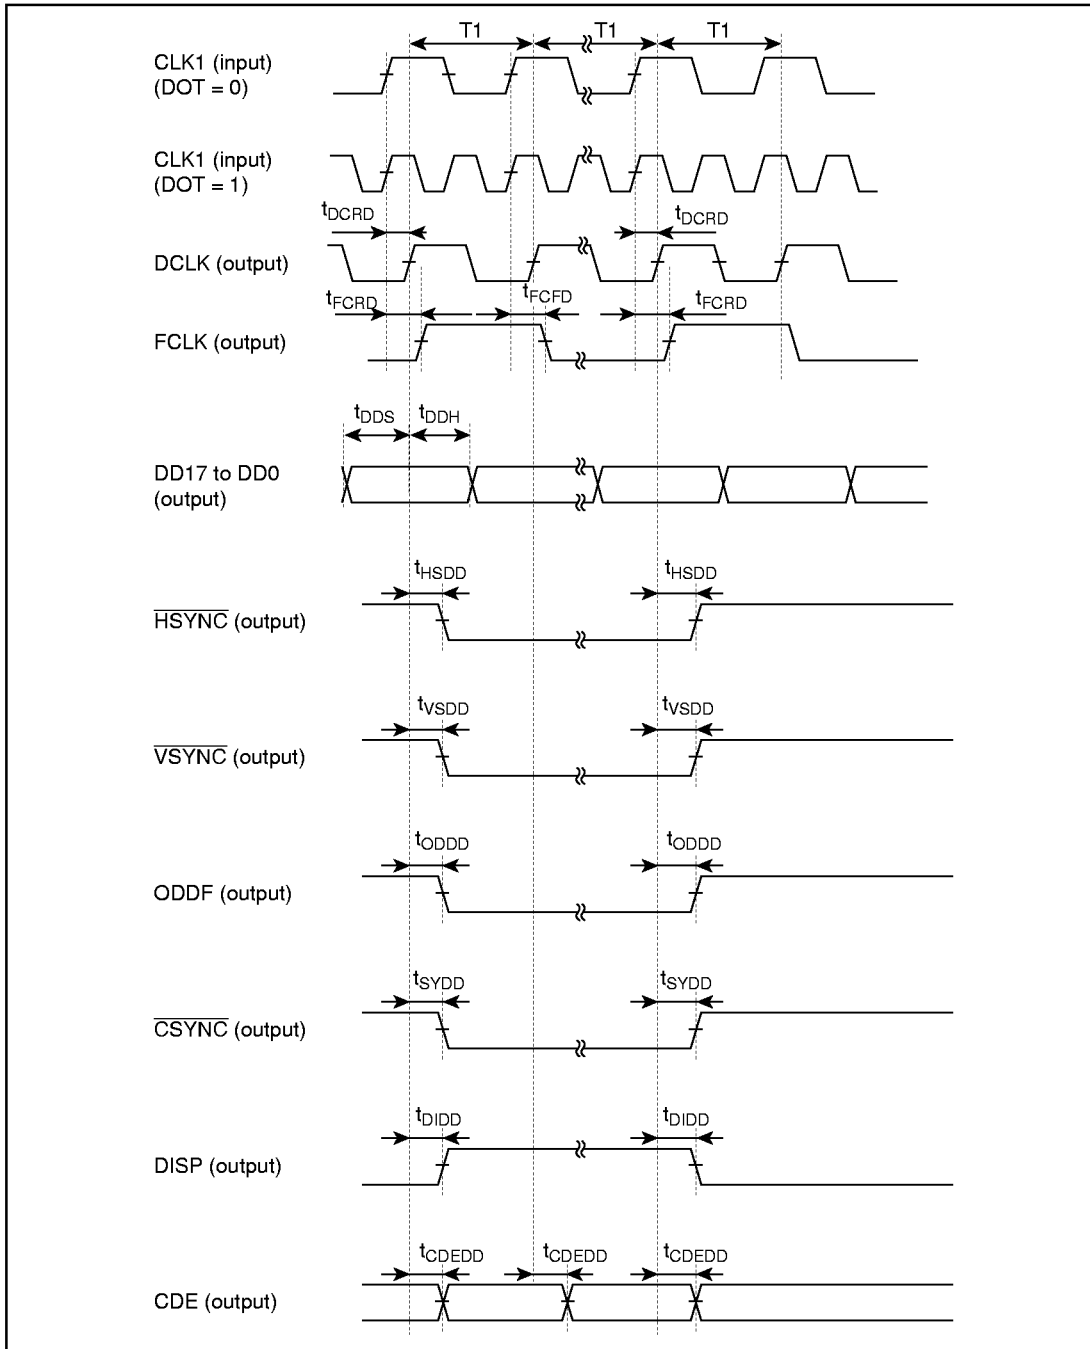 T1 T1 T1
CLK1 (input)
(DOT = 0)
CLK1 (input)
(DOT = 1)
tDCRD tDCRD
DCLK (output)
tFCRD tFCFD tFCRD
FCLK (output)
tDDS tDDH
DD17 to DD0
(output)
tHSDD tHSDD
HSYNC (output)
tVSDD tVSDD
VSYNC (output)
tODDD tODDD
ODDF (output)
tSYDD tSYDD
CSYNC (output)
tDIDD tDIDD
DISP (output)
tCDEDD tCDEDD tCDEDD
CDE (output)